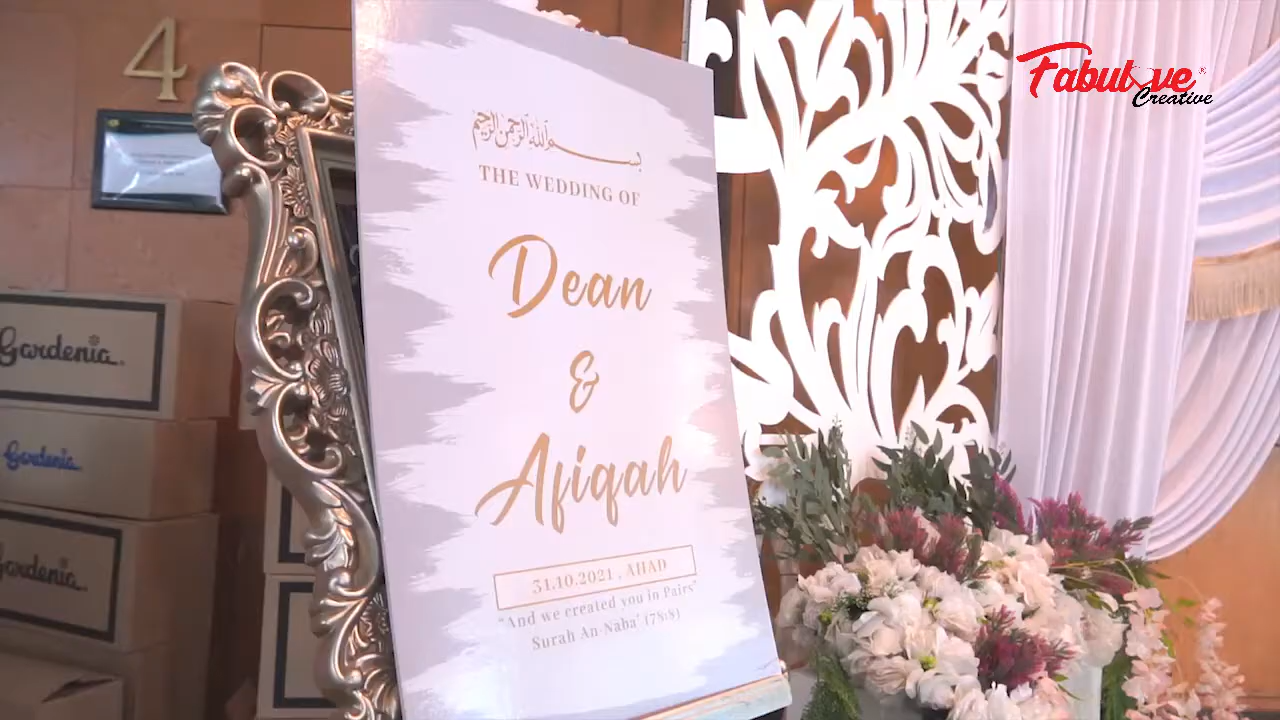 4
Fabulove
Creative
بسم الله الرحمن الرحيم
THE WEDDING OF
Dean
&
Afiqah
31.10.2021 , AHAD
"And we created you in Pairs"
Surah An-Naba' (78:8)
Gardenia
Gardenia
Gardenia